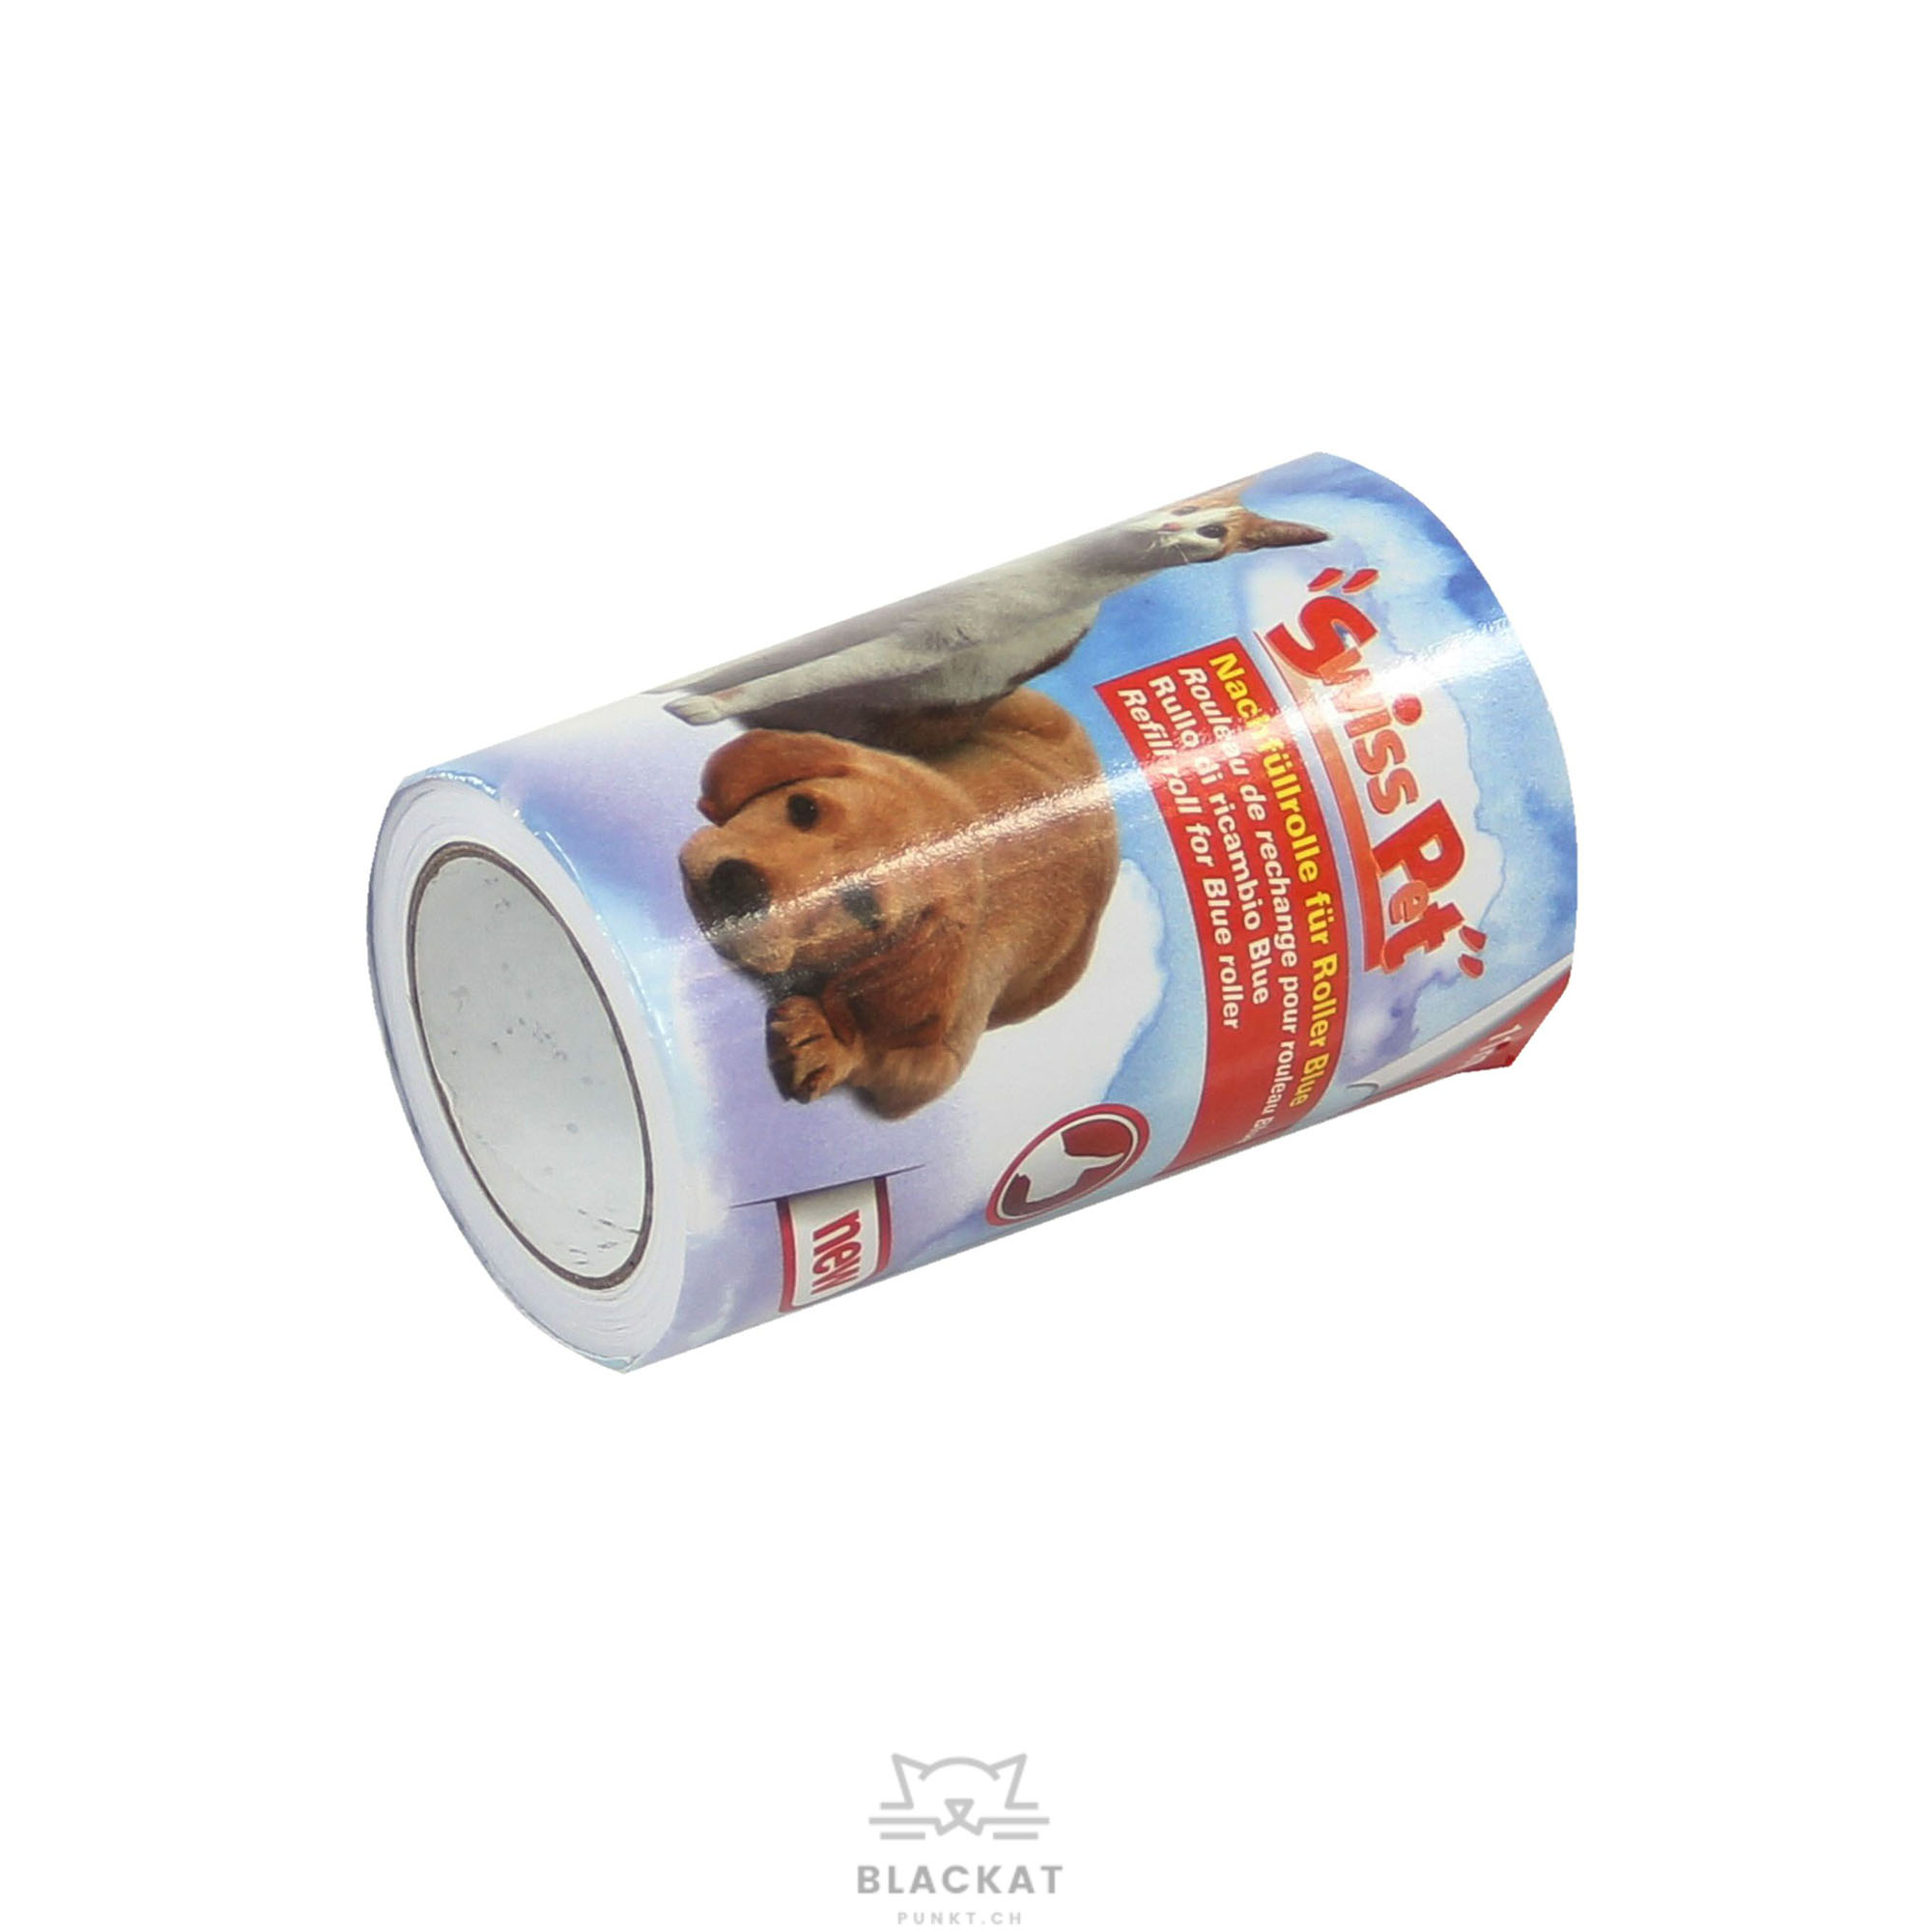 "Swiss Pet"
Nachfüllrolle für Roller Blue
Rouleau de rechange pour rouleau
Rullo di ricambio Blue
Refill roll for Blue roller
new
BLACKAT
PUNKT.CH